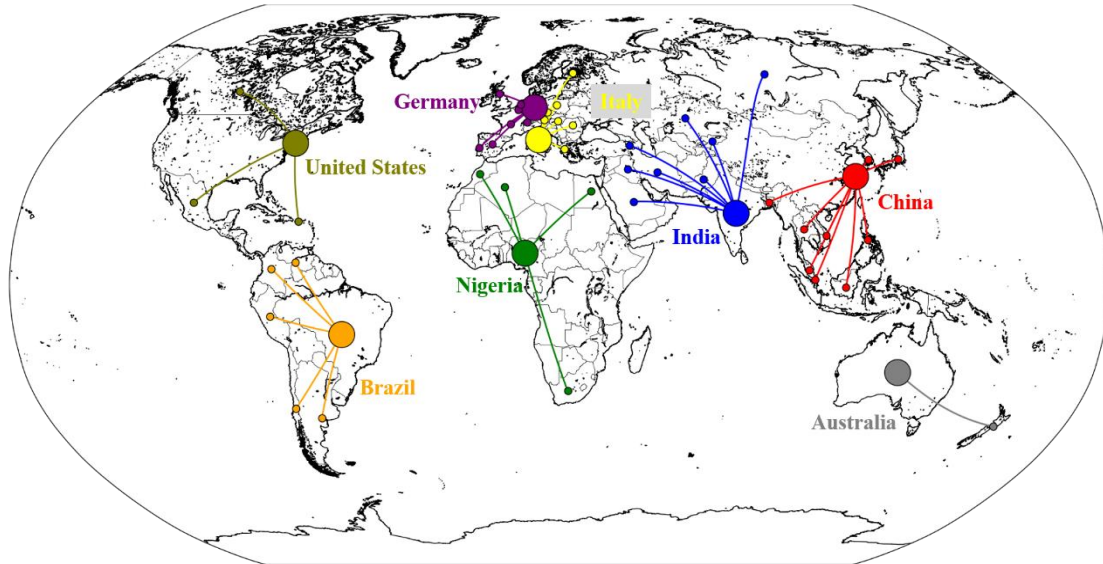 Germany
Italy
United States
China
India
Nigeria
Brazil
Australia